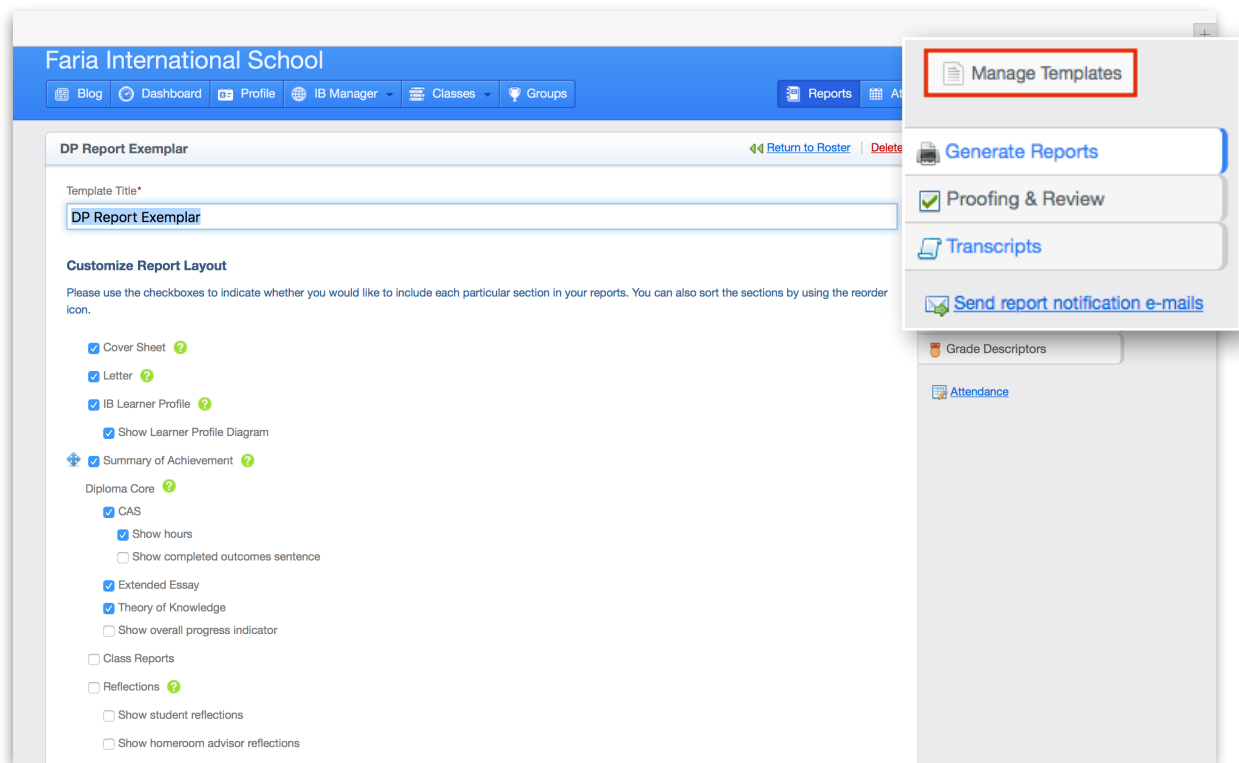 +
Faria International School
Blog Dashboard Profile IB Manager Classes Groups Reports
DP Report Exemplar Return to Roster Delete
Template Title*
DP Report Exemplar
Customize Report Layout
Please use the checkboxes to indicate whether you would like to include each particular section in your reports. You can also sort the sections by using the reorder
icon.
Cover Sheet ?
Letter ?
IB Learner Profile ?
Show Learner Profile Diagram
Summary of Achievement ?
Diploma Core ?
CAS
Show hours
Show completed outcomes sentence
Extended Essay
Theory of Knowledge
Show overall progress indicator
Class Reports
Reflections ?
Show student reflections
Show homeroom advisor reflections
Manage Templates
Generate Reports
Proofing & Review
Transcripts
Send report notification e-mails
Grade Descriptors
Attendance